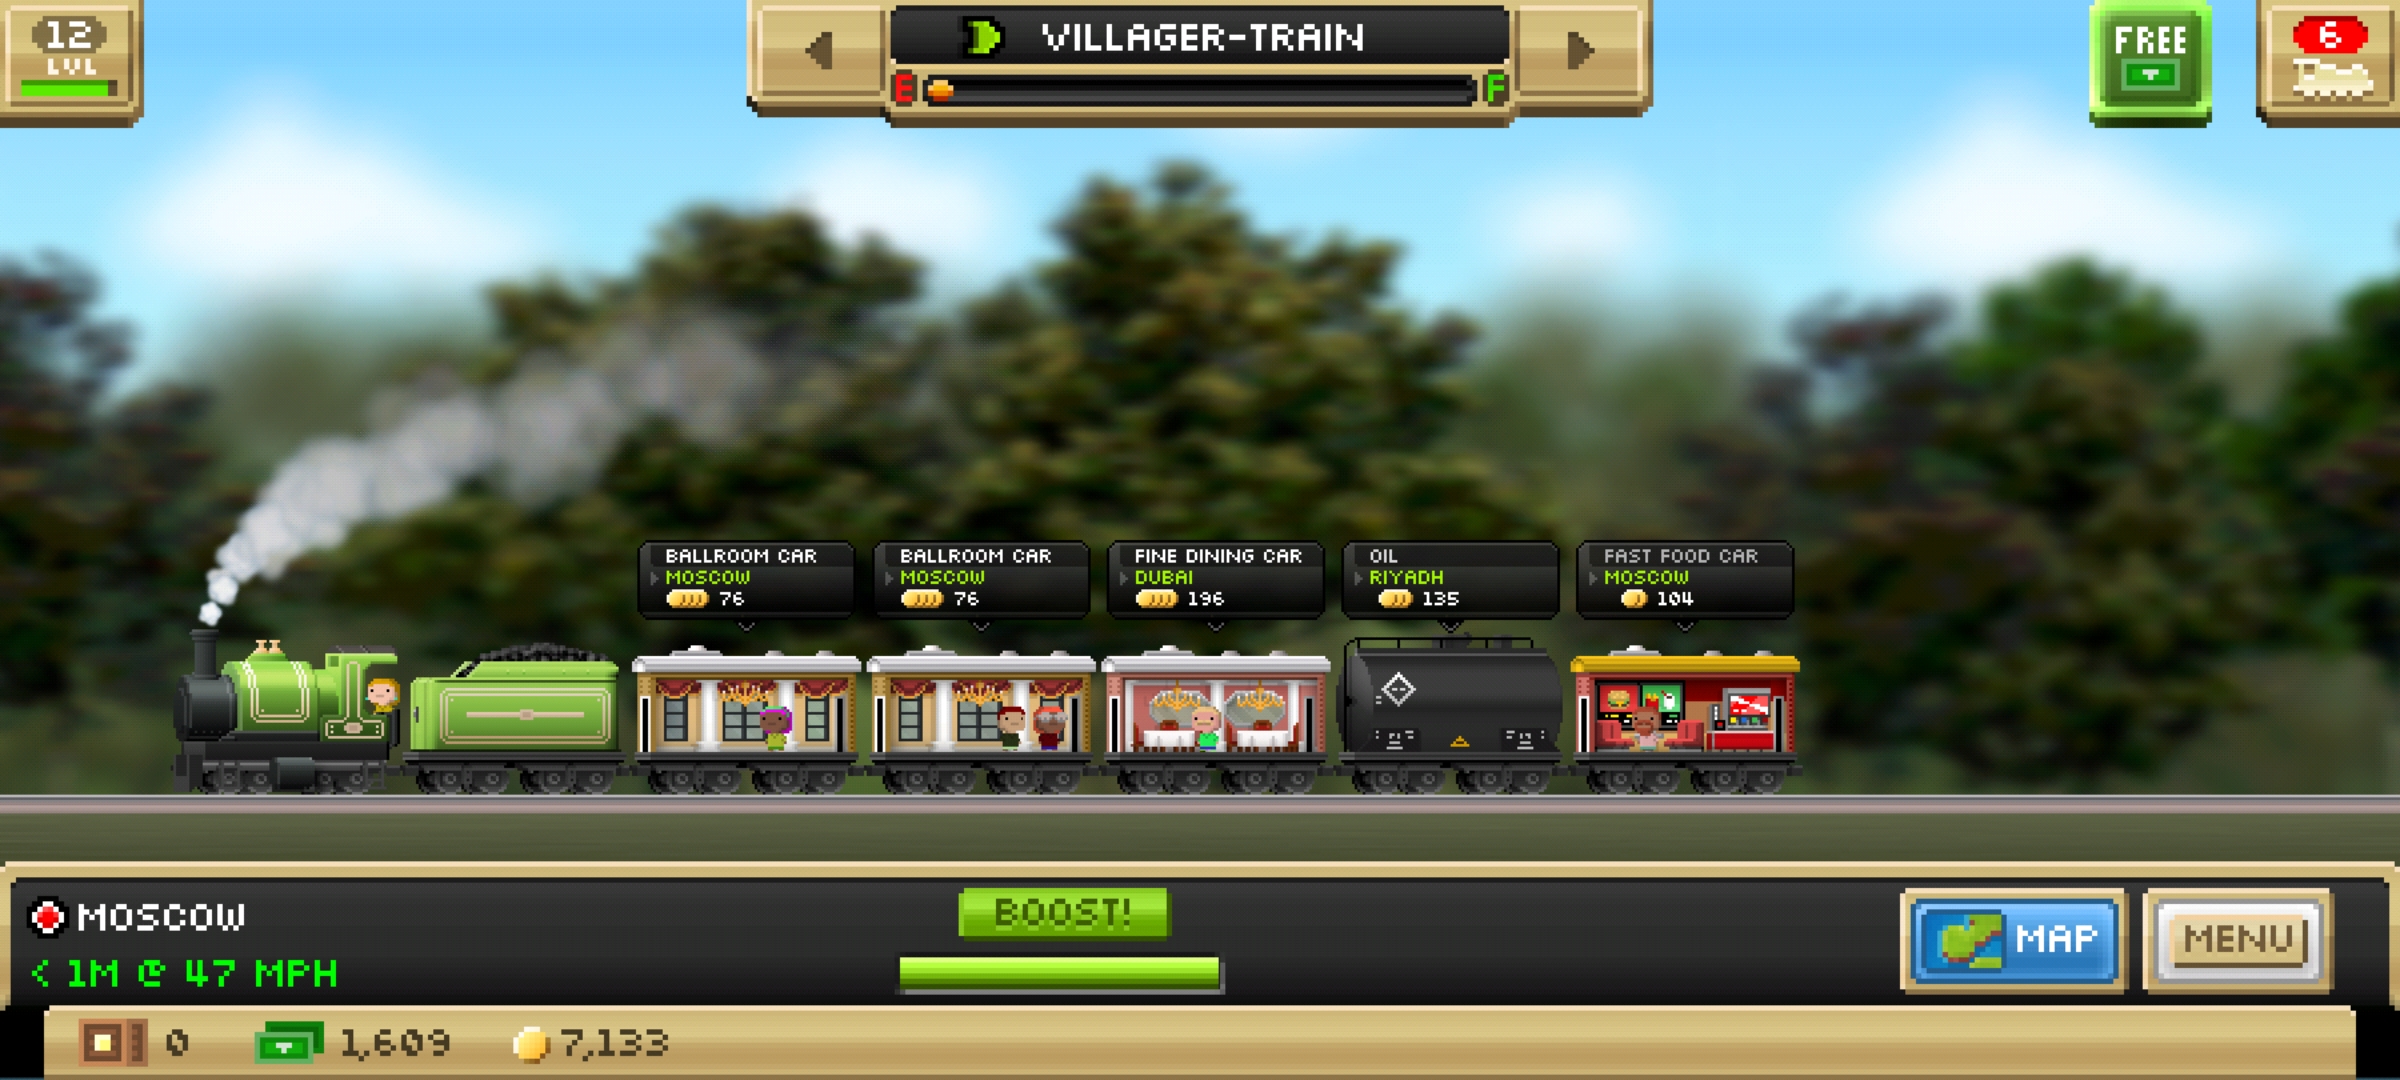 12
LVL
VILLAGER-TRAIN
E F
FREE
6
BALLROOM CAR
MOSCOW
76
BALLROOM CAR
MOSCOW
76
FINE DINING CAR
DUBAI
196
OIL
RIYADH
135
FAST FOOD CAR
MOSCOW
104
MOSCOW
< 1M @ 47 MPH
BOOST!
MAP
MENU
0
1,609
7,133